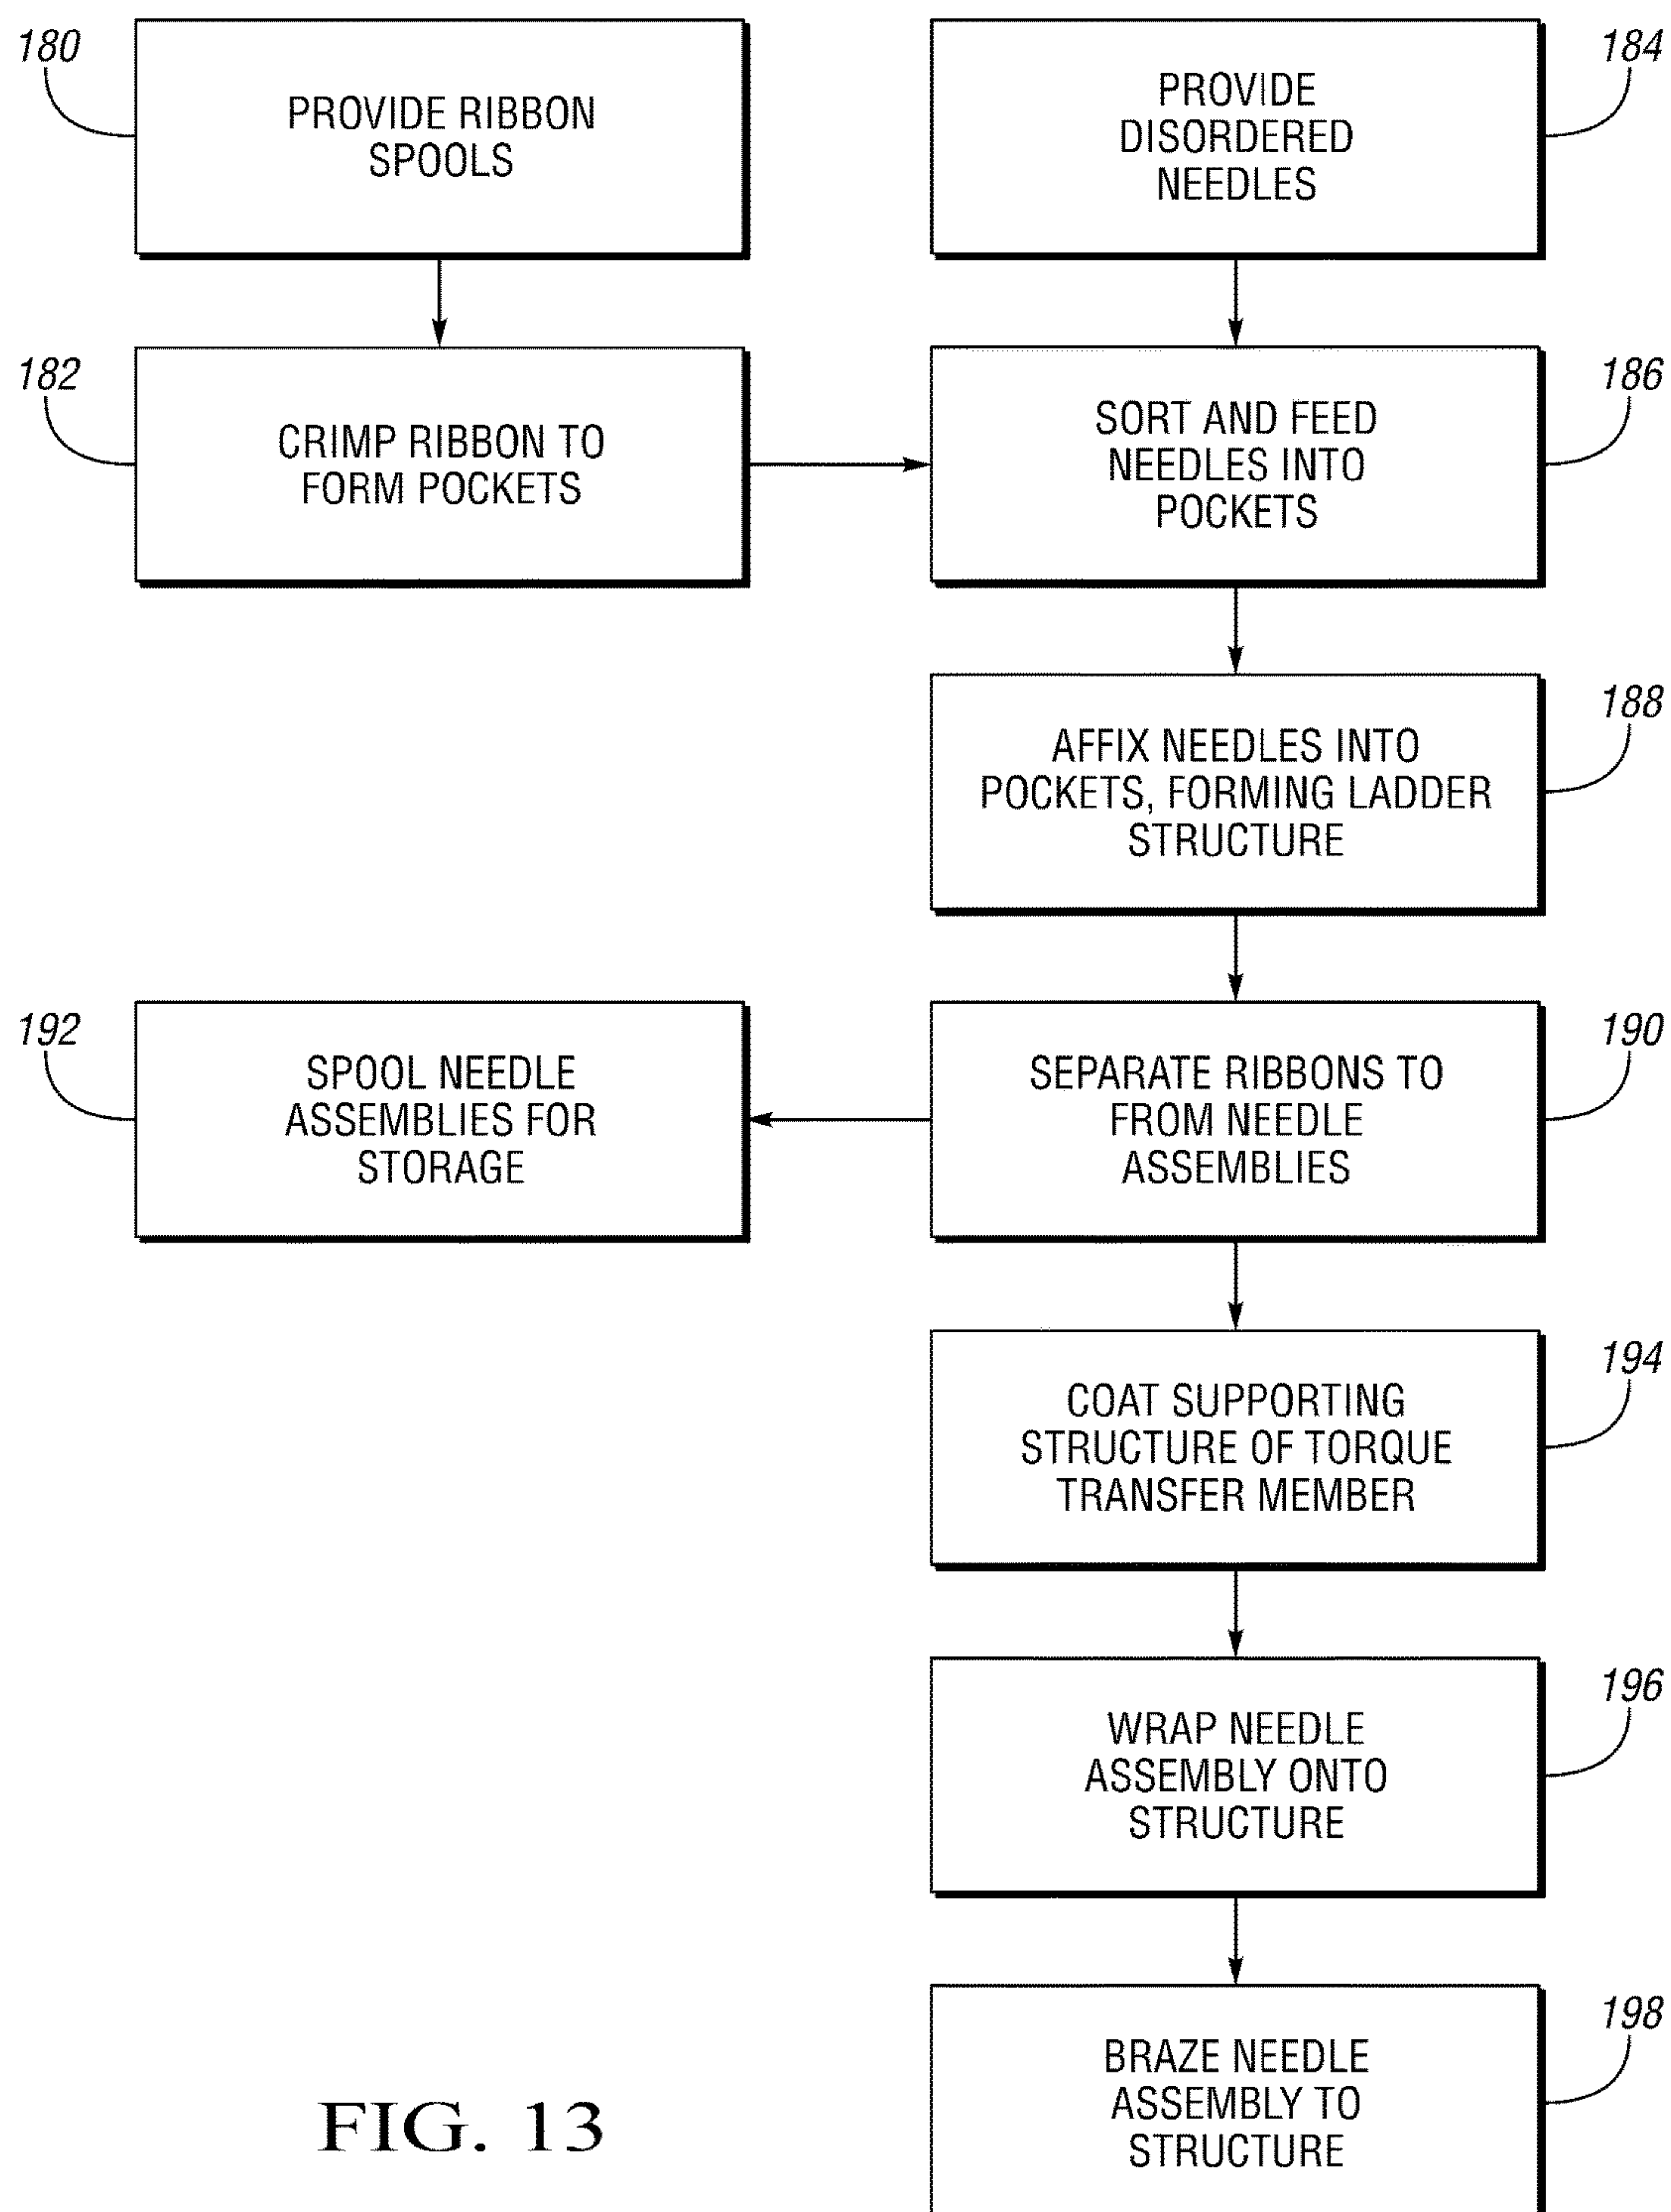 180
PROVIDE RIBBON
SPOOLS
184
PROVIDE
DISORDERED
NEEDLES
182
CRIMP RIBBON TO
FORM POCKETS
186
SORT AND FEED
NEEDLES INTO
POCKETS
188
AFFIX NEEDLES INTO
POCKETS, FORMING LADDER
STRUCTURE
192
SPOOL NEEDLE
ASSEMBLIES FOR
STORAGE
190
SEPARATE RIBBONS TO
FROM NEEDLE
ASSEMBLIES
194
COAT SUPPORTING
STRUCTURE OF TORQUE
TRANSFER MEMBER
196
WRAP NEEDLE
ASSEMBLY ONTO
STRUCTURE
198
BRAZE NEEDLE
ASSEMBLY TO
STRUCTURE
FIG. 13